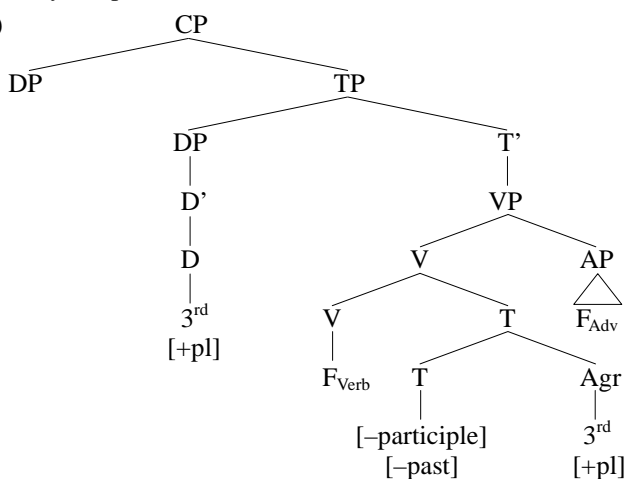 )
CP
DP TP
DP T’
D’ VP
D V AP
3rd V T FAdv
[+pl]
FVerb T Agr
[–participle] 3rd
[–past] [+pl]